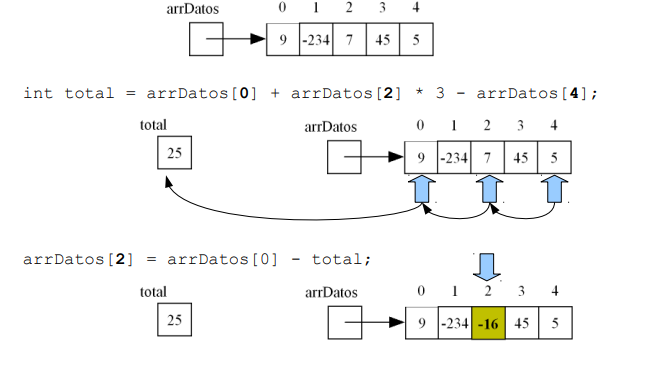 arrDatos 0 1 2 3 4
9 -234 7 45 5
int total = arrDatos[0] + arrDatos[2] * 3 - arrDatos[4];
total arrDatos 0 1 2 3 4
25 9 -234 7 45 5
arrDatos[2] = arrDatos[0] - total;
total arrDatos 0 1 2 3 4
25 9 -234 -16 45 5